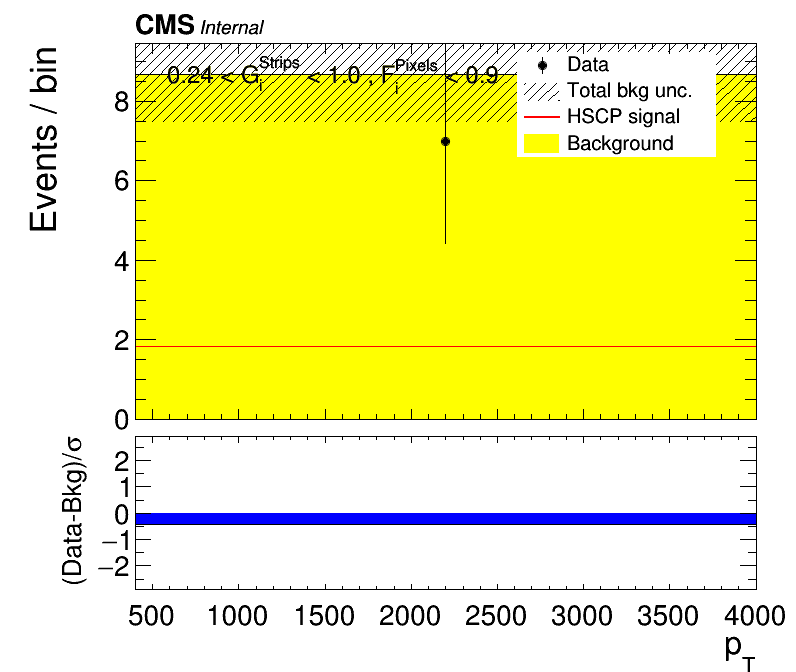 CMS Internal
Events / bin
0.24 < G_i^Strips < 1.0 , F_i^Pixels < 0.9
Data
Total bkg unc.
HSCP signal
Background
8
6
4
2
0
(Data-Bkg)/σ
2
1
0
−1
−2
500 1000 1500 2000 2500 3000 3500 4000
p_T